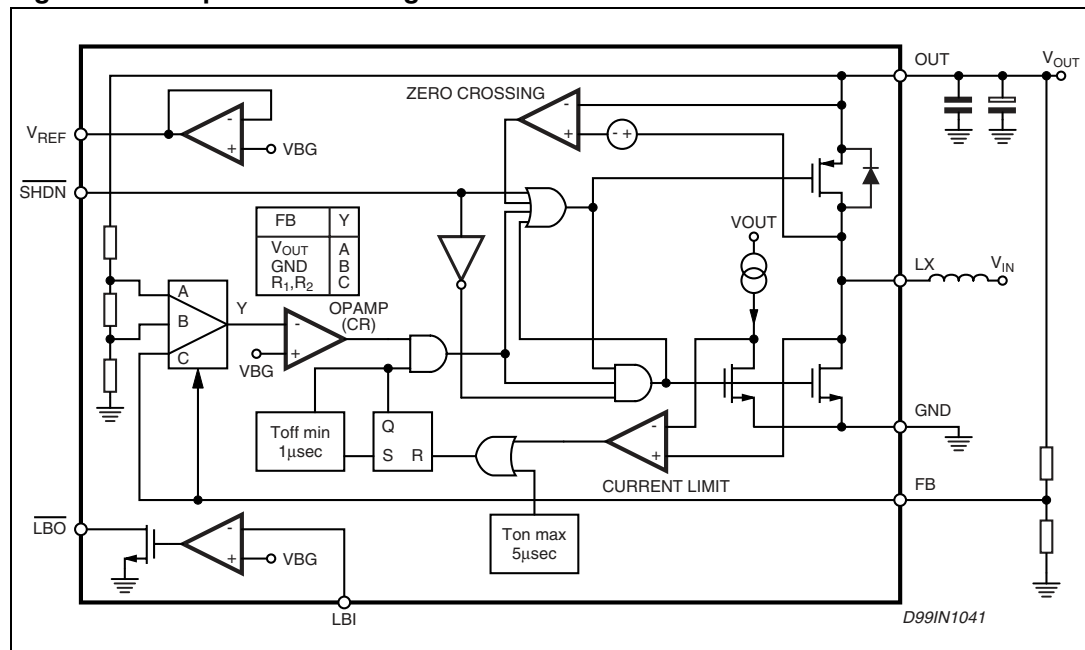 OUT
VOUT
ZERO CROSSING
-
+
- +
VREF
-
+
VBG
SHDN
FB Y
VOUT A
GND B
R1,R2 C
VOUT
LX
VIN
A
B
C
Y
OPAMP
(CR)
-
+
VBG
Toff min
1µsec
Q
S R
-
+
CURRENT LIMIT
GND
FB
Ton max
5µsec
LBO
-
+
VBG
LBI
D99IN1041